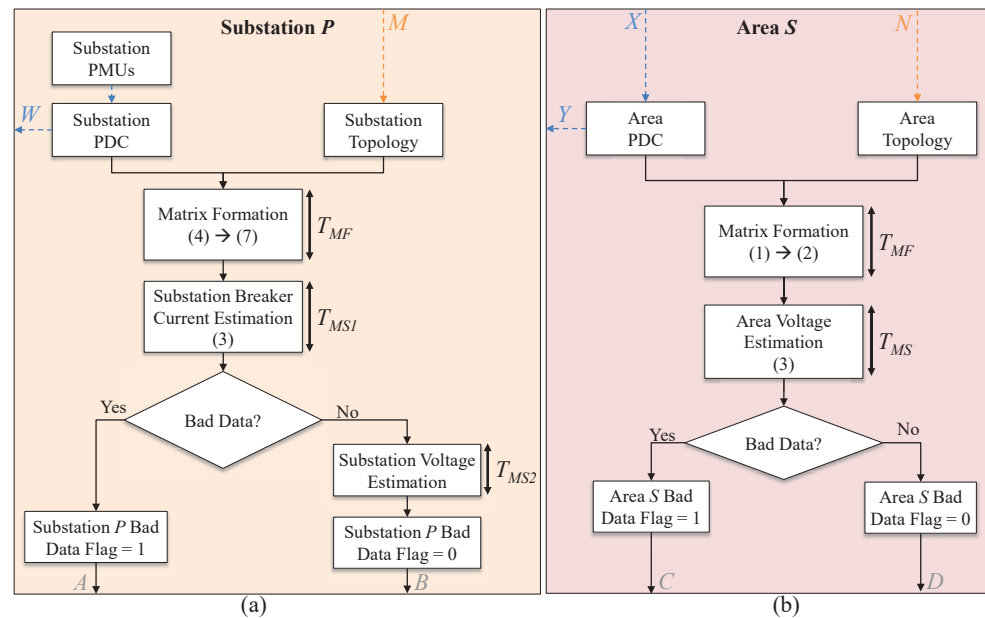 Substation P
M
Substation
PMUs
W
Substation
PDC
Substation
Topology
Matrix Formation
(4) → (7)
T_MF
Substation Breaker
Current Estimation
(3)
T_MS1
Yes
Bad Data?
No
Substation Voltage
Estimation
T_MS2
Substation P Bad
Data Flag = 1
Substation P Bad
Data Flag = 0
A
B
(a)
X
Area S
N
Y
Area
PDC
Area
Topology
Matrix Formation
(1) → (2)
T_MF
Area Voltage
Estimation
(3)
T_MS
Yes
Bad Data?
No
Area S Bad
Data Flag = 1
Area S Bad
Data Flag = 0
C
D
(b)